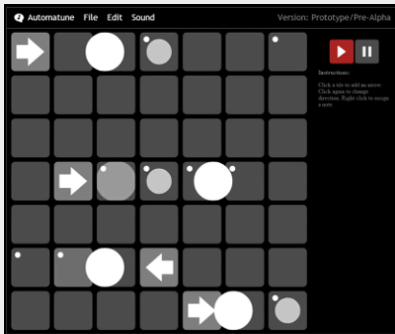 Automatune File Edit Sound Version: Prototype/Pre-Alpha
Instructions:
Click a tile to add an arrow.
Click again to change
direction. Right click to assign
a note